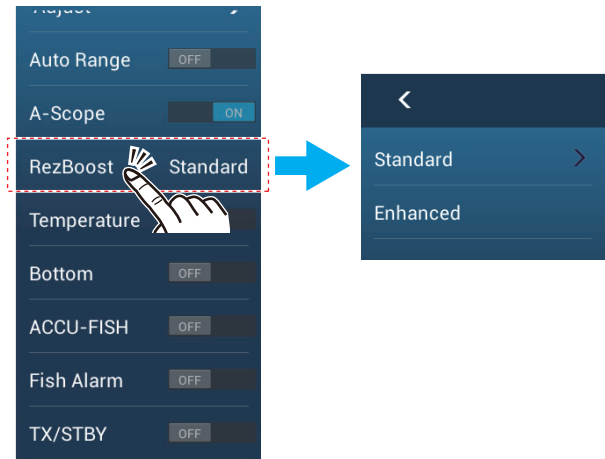 Auto Range OFF
A-Scope ON
RezBoost Standard
Temperature
Bottom OFF
ACCU-FISH OFF
Fish Alarm OFF
TX/STBY OFF
Standard
Enhanced